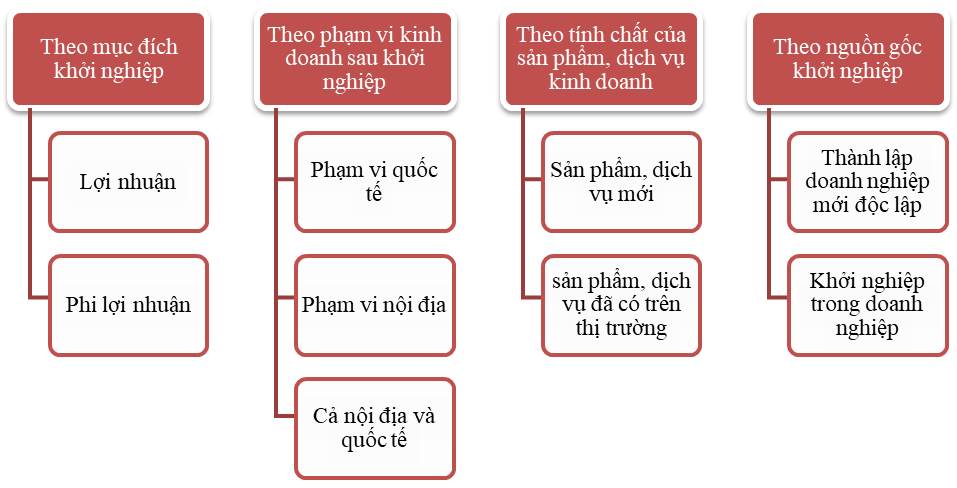 Theo mục đích
khởi nghiệp
Lợi nhuận
Phi lợi nhuận
Theo phạm vi kinh
doanh sau khởi
nghiệp
Phạm vi quốc
tế
Phạm vi nội địa
Cả nội địa và
quốc tế
Theo tính chất của
sản phẩm, dịch vụ
kinh doanh
Sản phẩm, dịch
vụ mới
sản phẩm, dịch
vụ đã có trên
thị trường
Theo nguồn gốc
khởi nghiệp
Thành lập
doanh nghiệp
mới độc lập
Khởi nghiệp
trong doanh
nghiệp